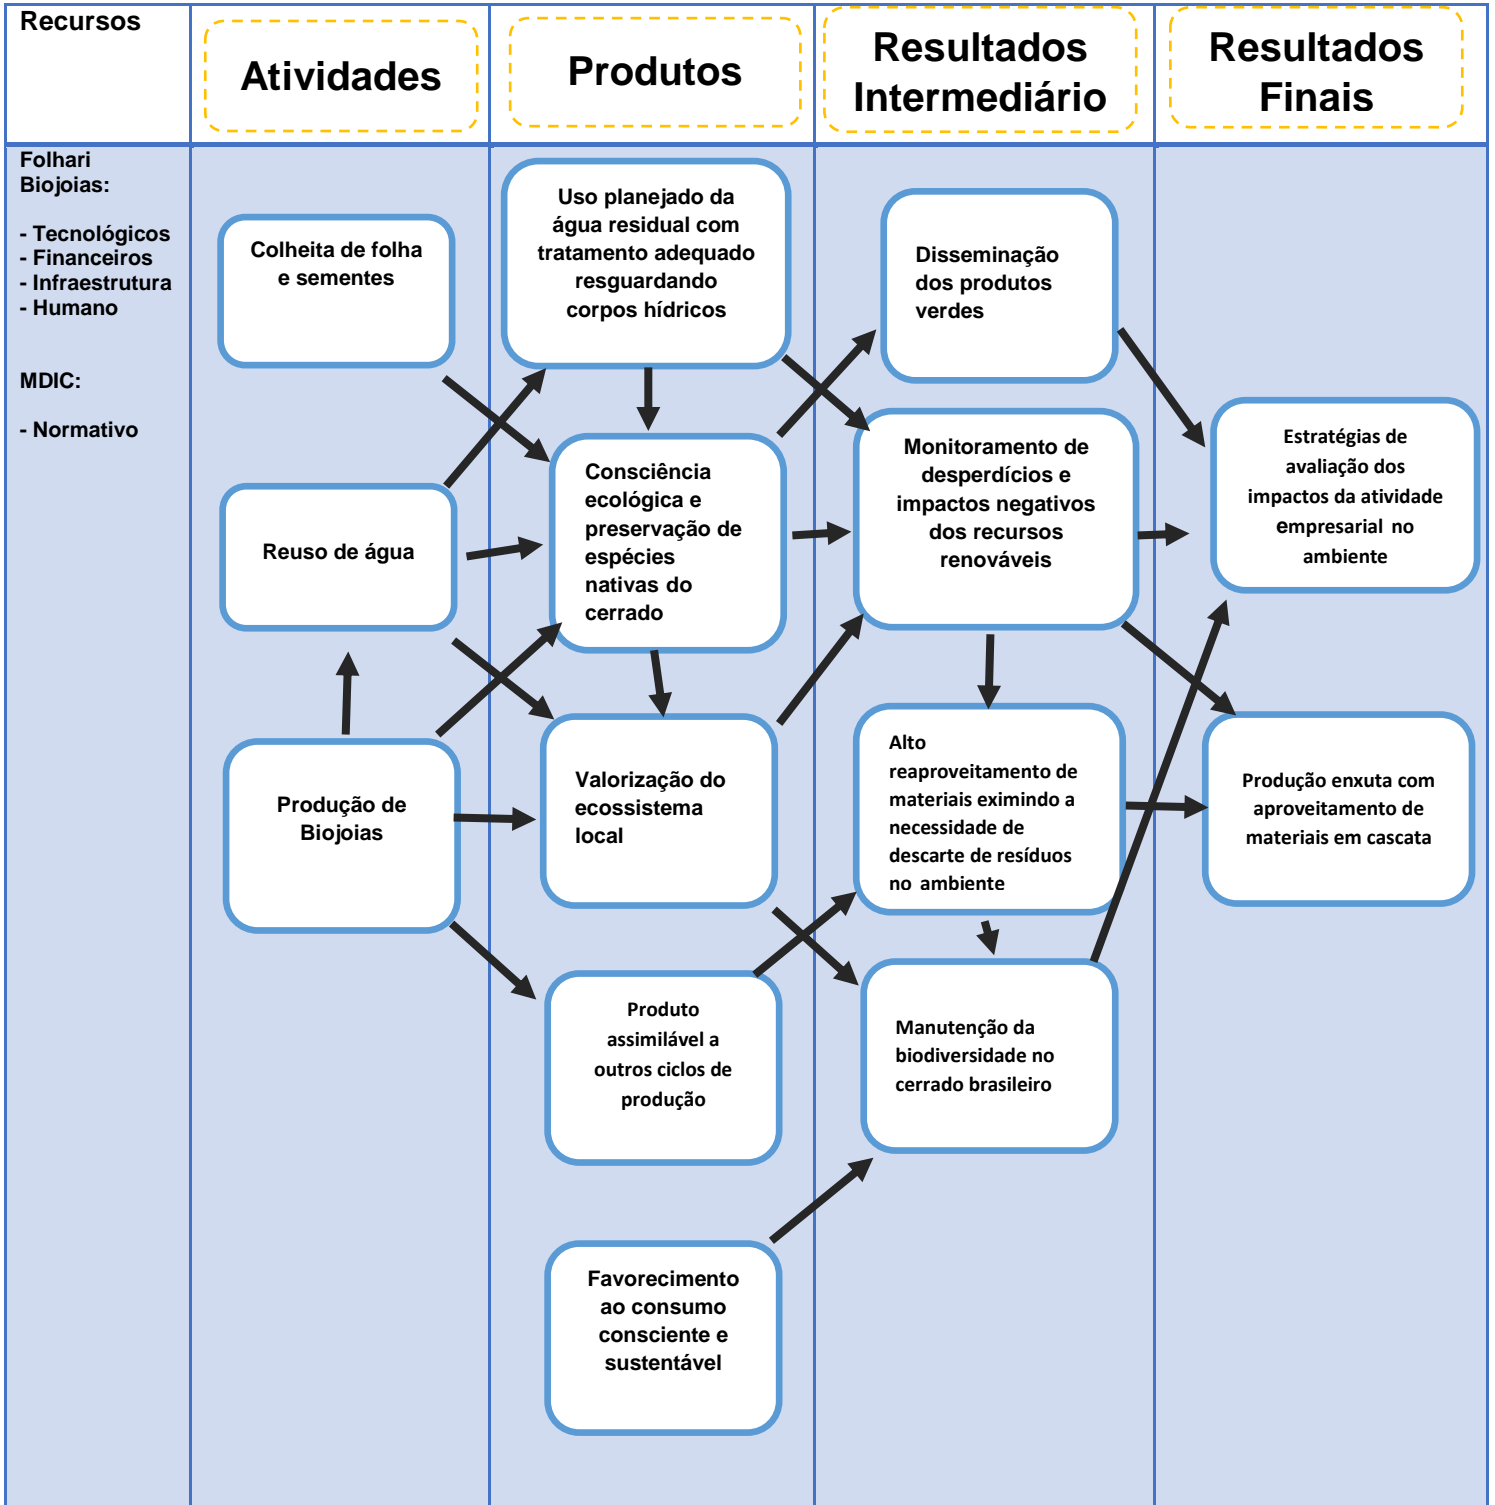 Recursos
Atividades
Produtos
Resultados
Intermediário
Resultados
Finais
Folhari
Biojoias:
- Tecnológicos
- Financeiros
- Infraestrutura
- Humano
MDIC:
- Normativo
Colheita de folha
e sementes
Reuso de água
Produção de
Biojoias
Uso planejado da
água residual com
tratamento adequado
resguardando
corpos hídricos
Consciência
ecológica e
preservação de
espécies
nativas do
cerrado
Valorização do
ecossistema
local
Produto
assimilável a
outros ciclos de
produção
Favorecimento
ao consumo
consciente e
sustentável
Disseminação
dos produtos
verdes
Monitoramento de
desperdícios e
impactos negativos
dos recursos
renováveis
Alto
reaproveitamento de
materiais eximindo a
necessidade de
descarte de resíduos
no ambiente
Manutenção da
biodiversidade no
cerrado brasileiro
Estratégias de
avaliação dos
impactos da atividade
empresarial no
ambiente
Produção enxuta com
aproveitamento de
materiais em cascata